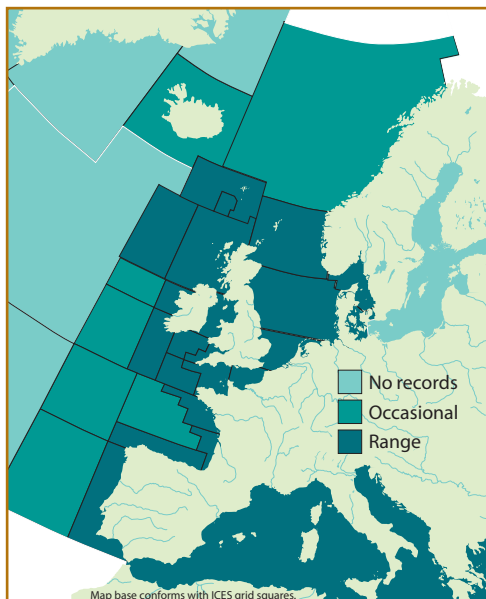 No records
Occasional
Range
Map base conforms with ICES grid squares.